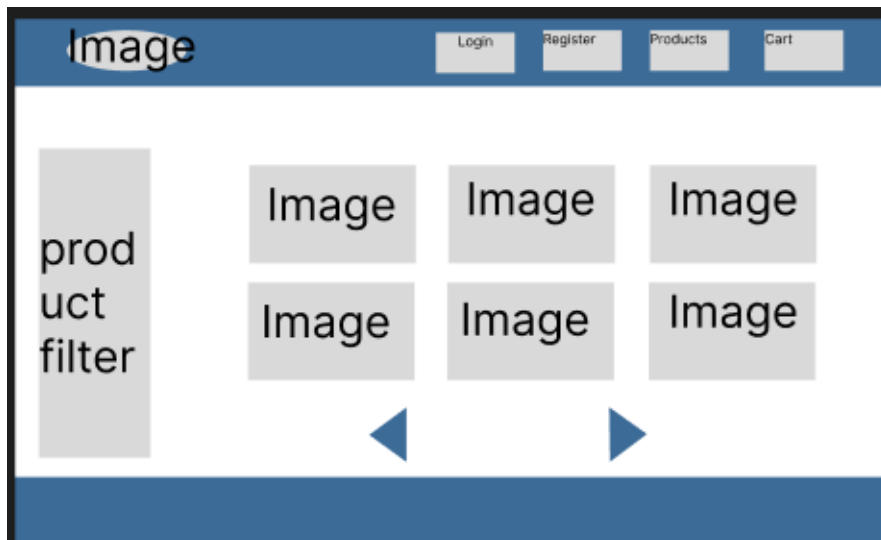 Image
Login
Register
Products
Cart
Image
Image
Image
prod
uct
filter
Image
Image
Image